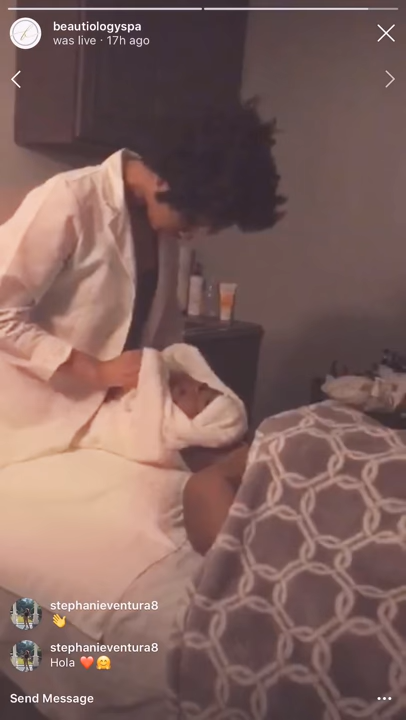 beautiologyspa
was live · 17h ago
stephanieventura8
👋
stephanieventura8
Hola ❤️🤗
Send Message